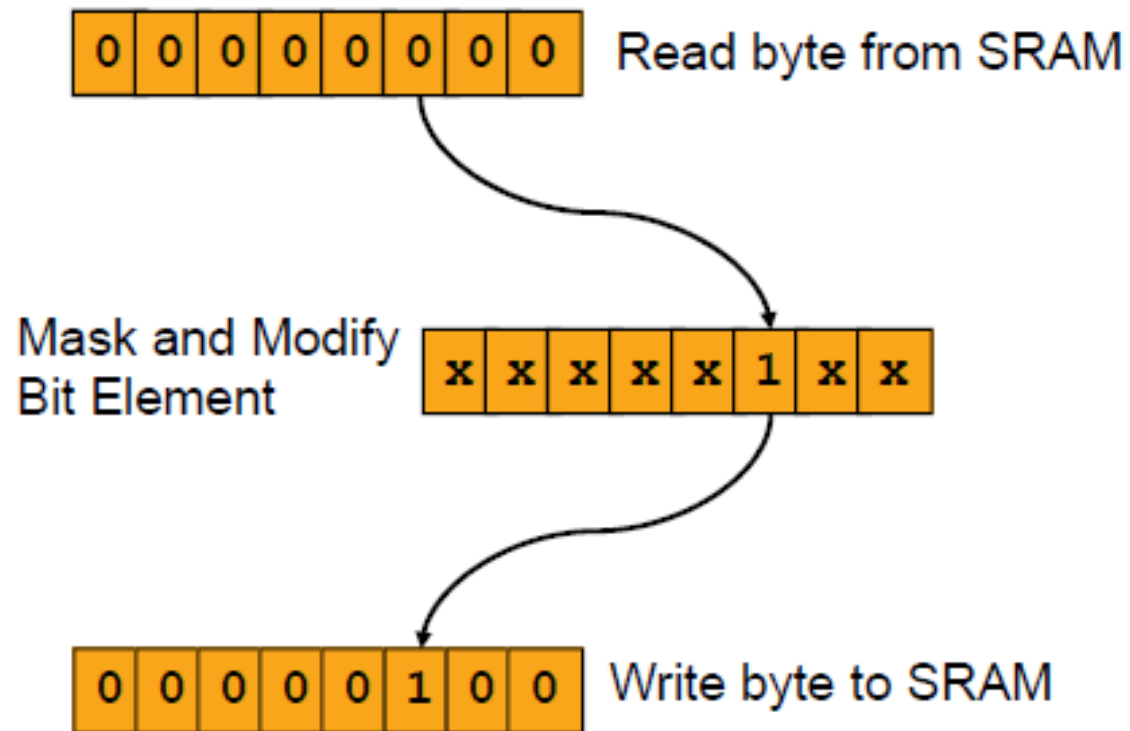 0 0 0 0 0 0 0 0 Read byte from SRAM
Mask and Modify
Bit Element
x x x x x 1 x x
0 0 0 0 0 1 0 0 Write byte to SRAM